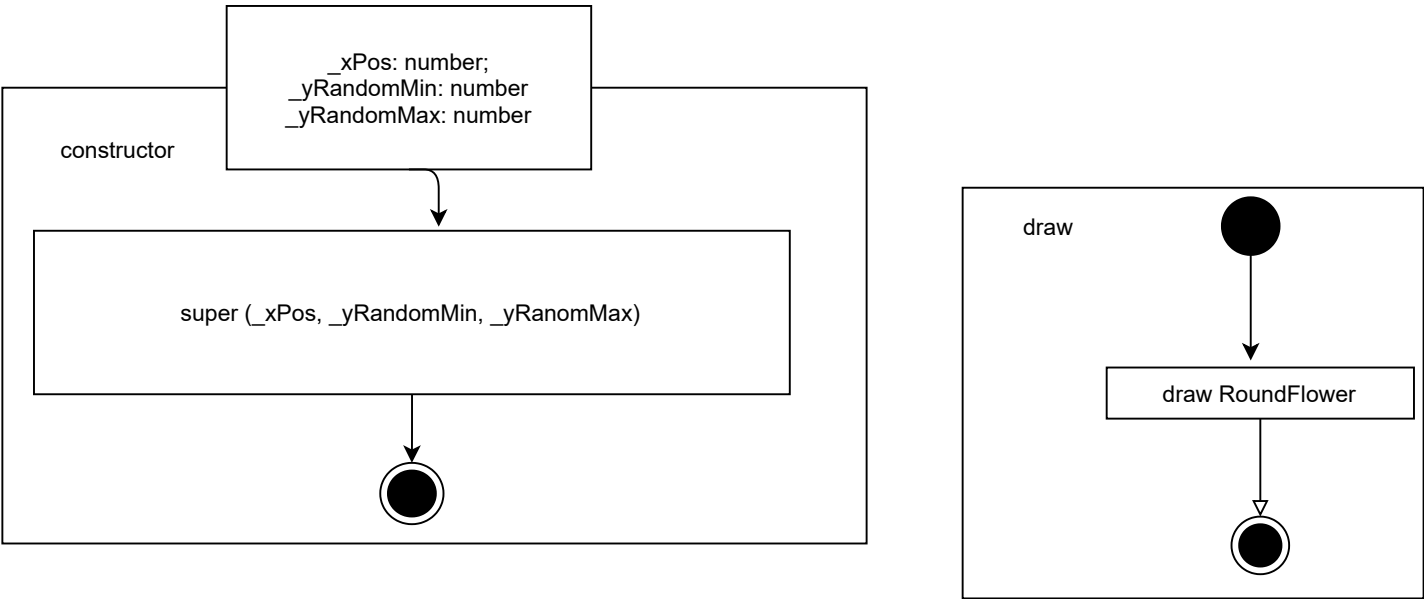 _xPos: number;
_yRandomMin: number
_yRandomMax: number
constructor
super (_xPos, _yRandomMin, _yRanomMax)
draw
draw RoundFlower